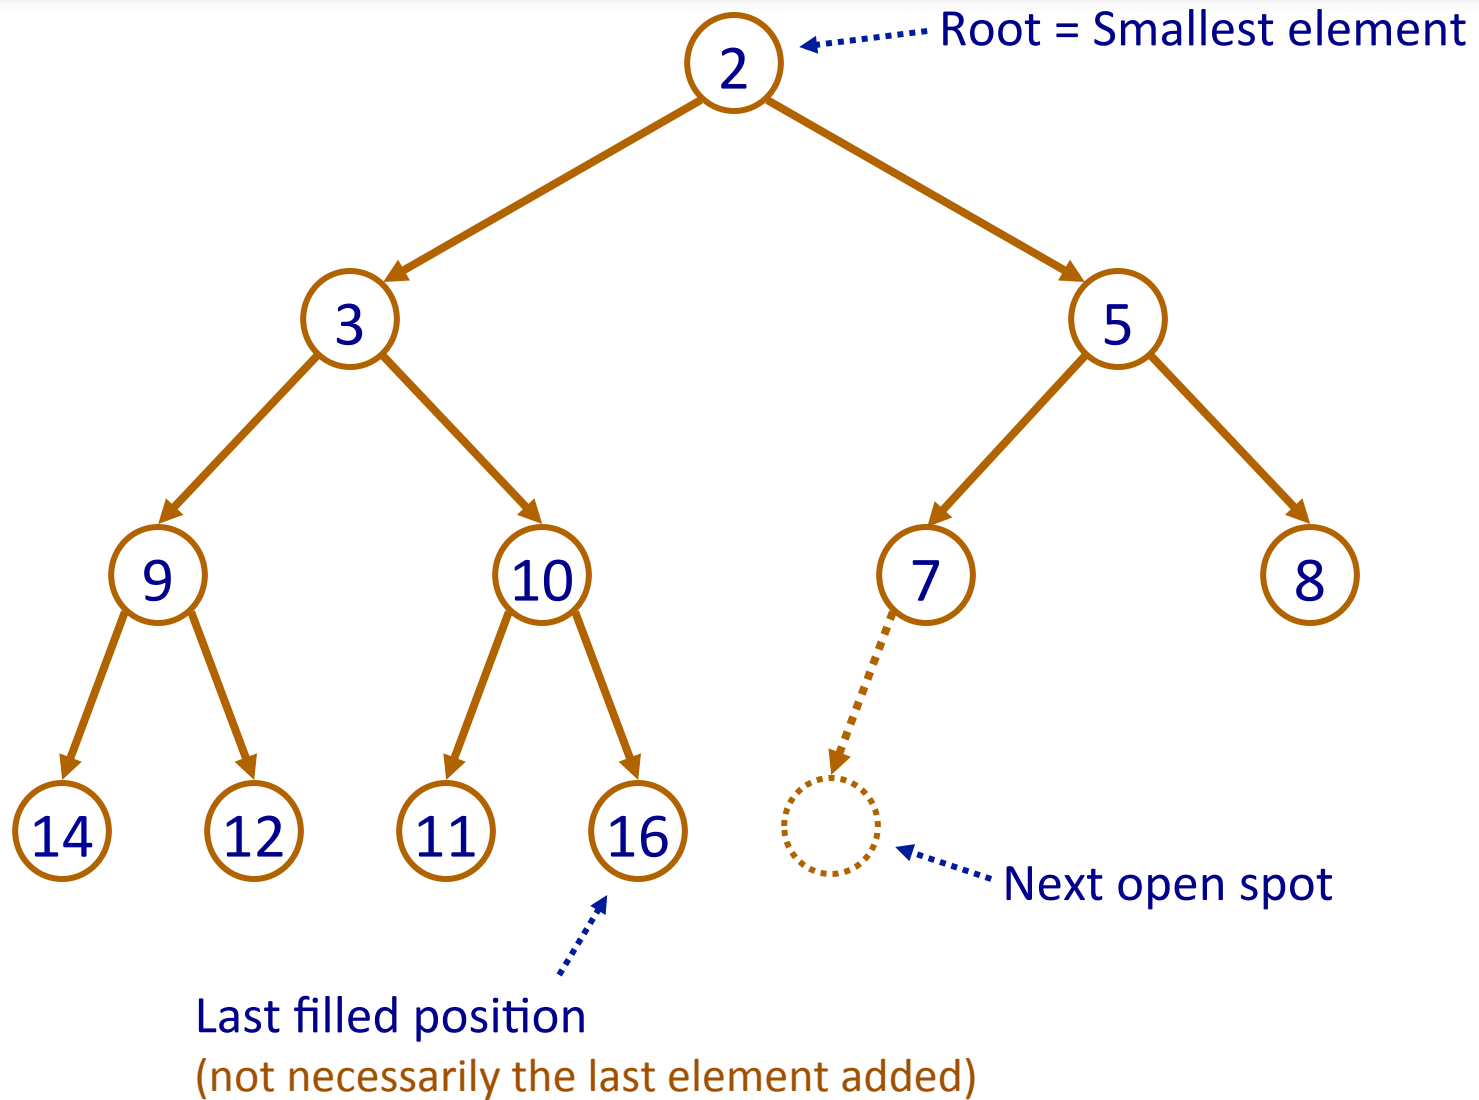 2
Root = Smallest element
3
5
9
10
7
8
14
12
11
16
Next open spot
Last filled position
(not necessarily the last element added)